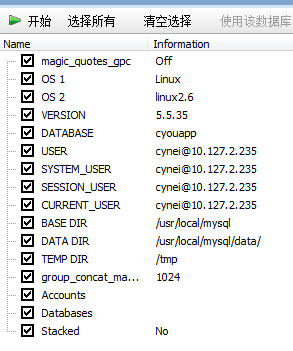 开始 选择所有 清空选择 使用该数据库
Name Information
magic_quotes_gpc Off
OS 1 Linux
OS 2 linux2.6
VERSION 5.5.35
DATABASE cyouapp
USER cynei@10.127.2.235
SYSTEM_USER cynei@10.127.2.235
SESSION_USER cynei@10.127.2.235
CURRENT_USER cynei@10.127.2.235
BASE DIR /usr/local/mysql
DATA DIR /usr/local/mysql/data/
TEMP DIR /tmp
group_concat_ma... 1024
Accounts
Databases
Stacked No